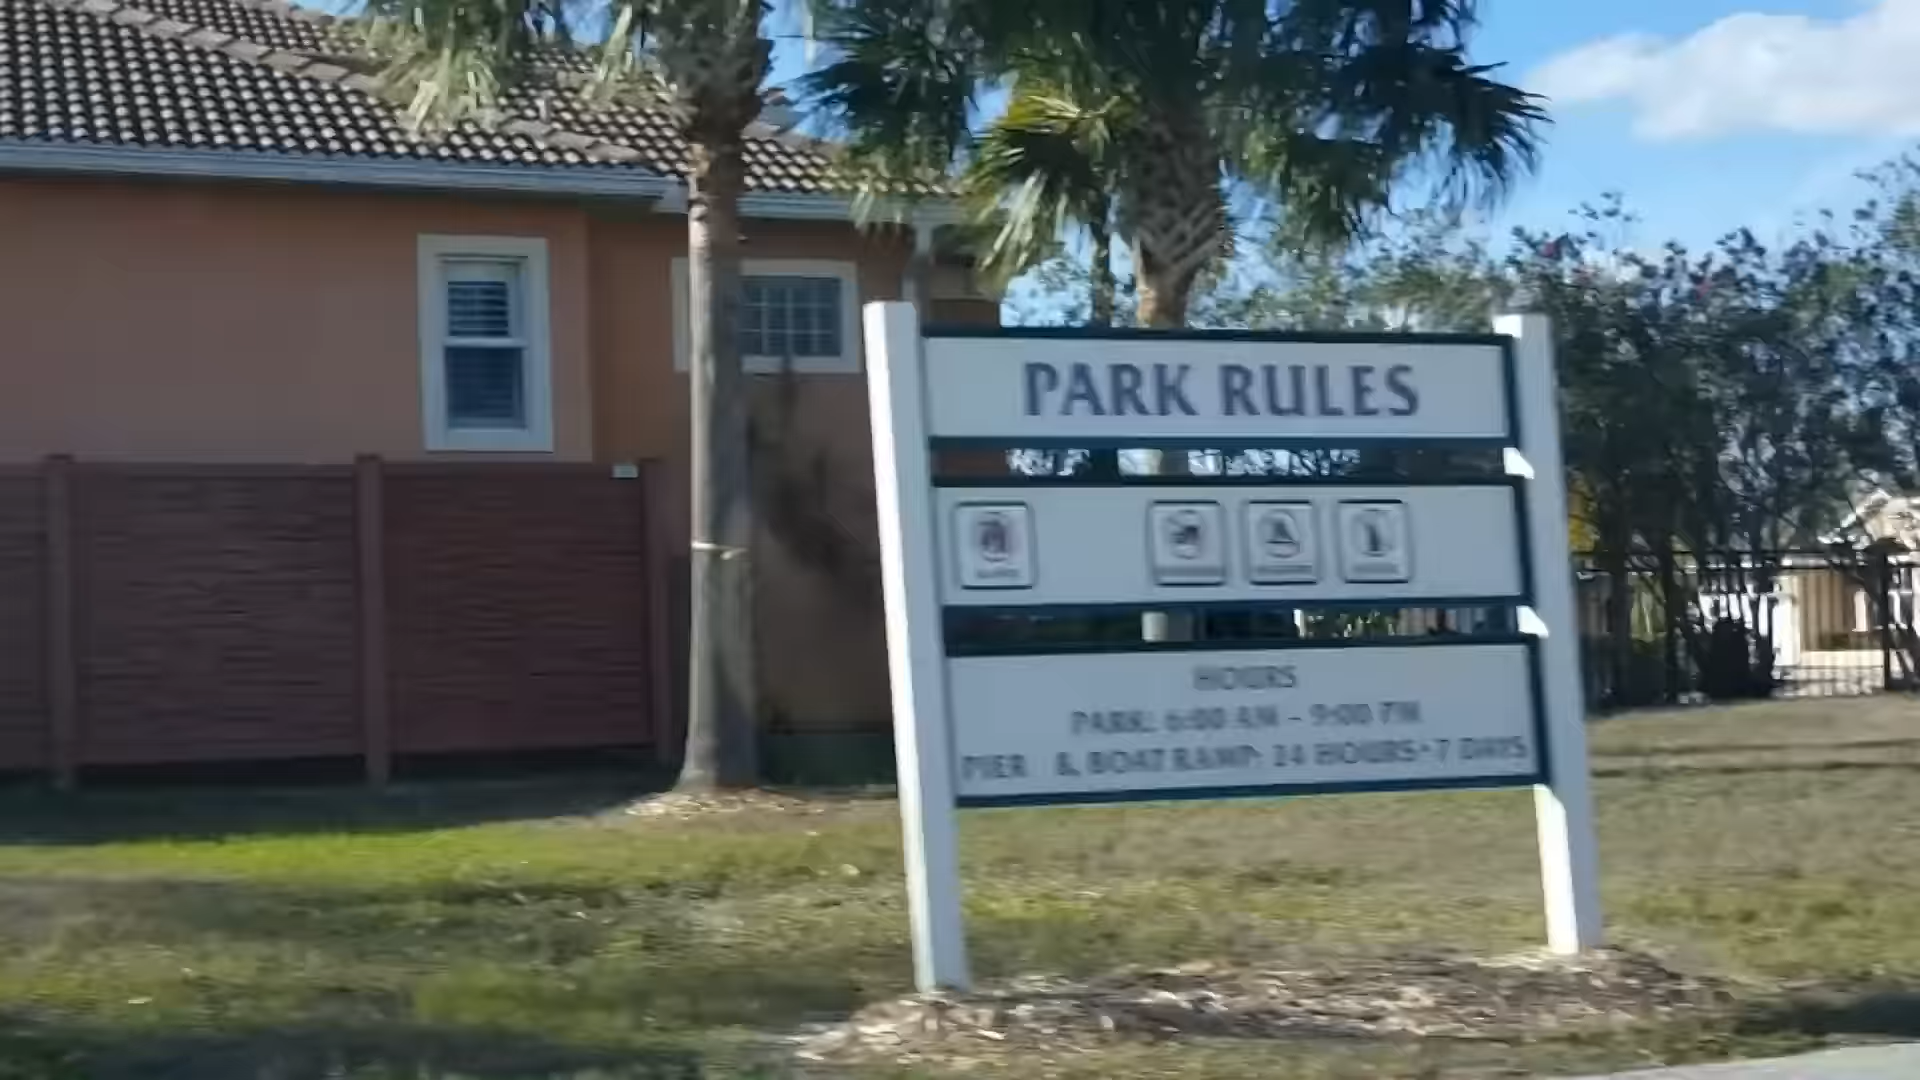 PARK RULES
HOURS
PARK: 6:00 AM - 9:00 PM
PIER & BOAT RAMP: 24 HOURS • 7 DAYS